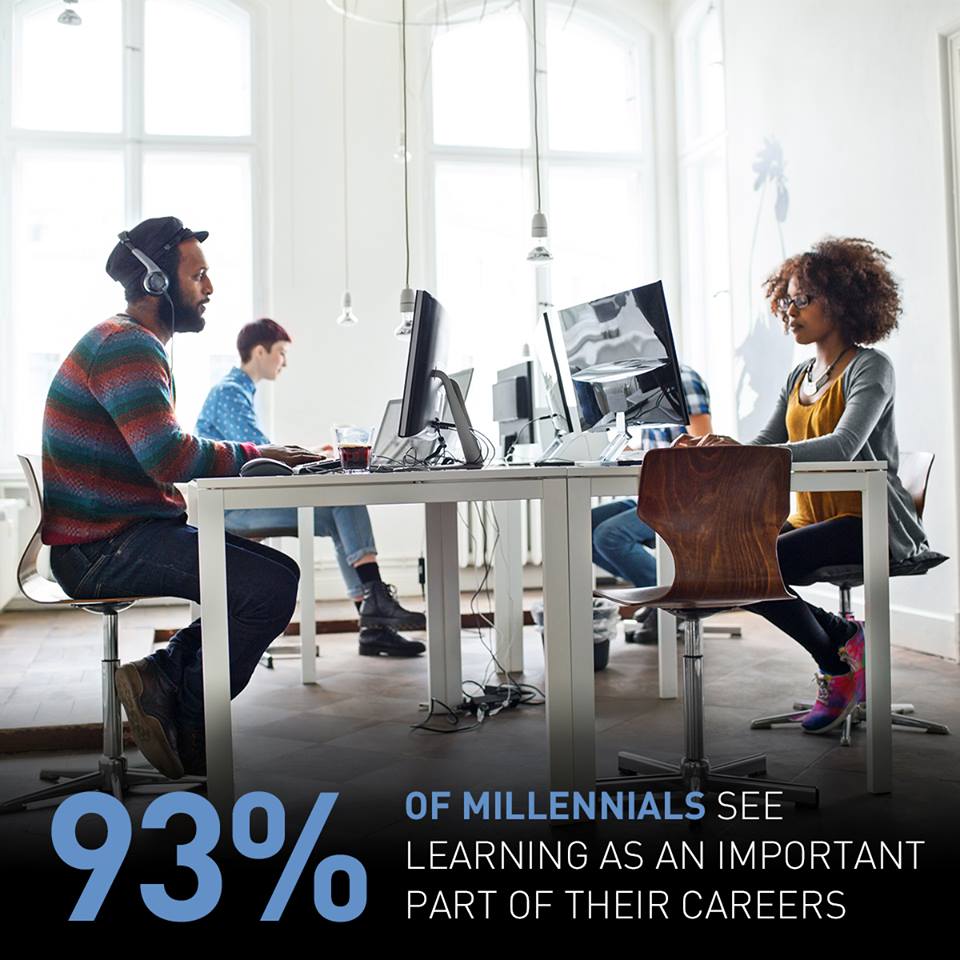 93%
OF MILLENNIALS SEE
LEARNING AS AN IMPORTANT
PART OF THEIR CAREERS